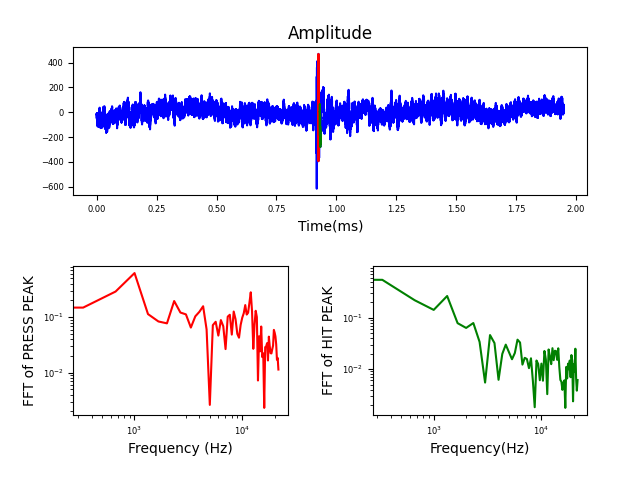 Amplitude
400
200
0
−200
−400
−600
0.00 0.25 0.50 0.75 1.00 1.25 1.50 1.75 2.00
Time(ms)
FFT of PRESS PEAK
10⁻¹
10⁻²
10³ 10⁴
Frequency (Hz)
FFT of HIT PEAK
10⁻¹
10⁻²
10³ 10⁴
Frequency(Hz)